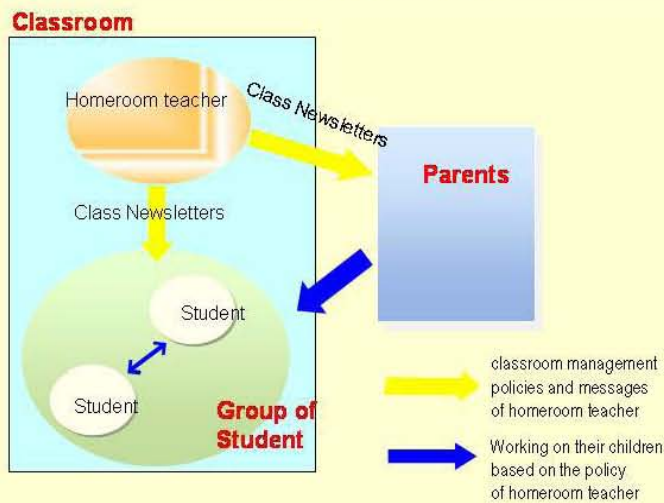 Classroom
Homeroom teacher
Class Newsletters
Parents
Class Newsletters
Student
Student
Group of
Student
classroom management
policies and messages
of homeroom teacher
Working on their children
based on the policy
of homeroom teacher